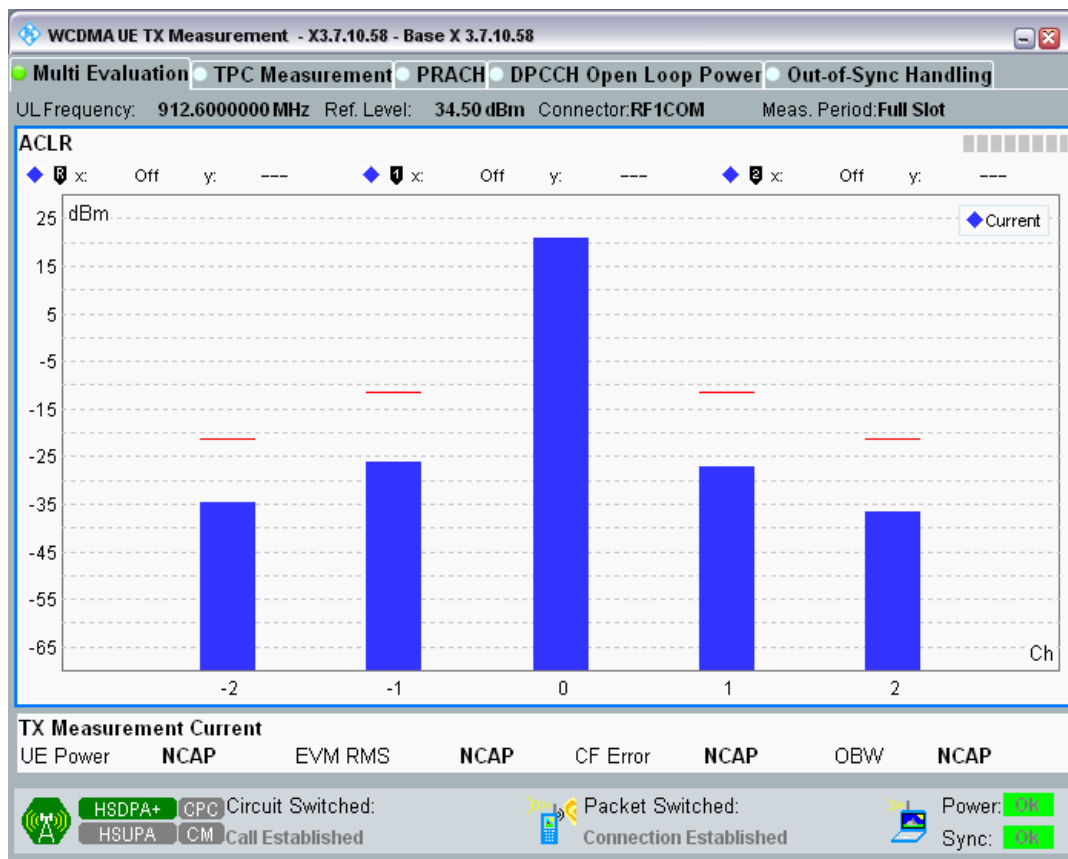 WCDMA UE TX Measurement - X3.7.10.58 - Base X 3.7.10.58
Multi Evaluation TPC Measurement PRACH DPCCH Open Loop Power Out-of-Sync Handling
UL Frequency: 912.6000000 MHz Ref. Level: 34.50 dBm Connector:RF1COM Meas. Period:Full Slot
ACLR
R x: Off y: --- 1 x: Off y: --- 2 x: Off y: ---
25 dBm
Current
15
5
-5
-15
-25
-35
-45
-55
-65
Ch
-2 -1 0 1 2
TX Measurement Current
UE Power NCAP EVM RMS NCAP CF Error NCAP OBW NCAP
HSDPA+ CPC Circuit Switched: Packet Switched: Power: OK
HSUPA CM Call Established Connection Established Sync: OK